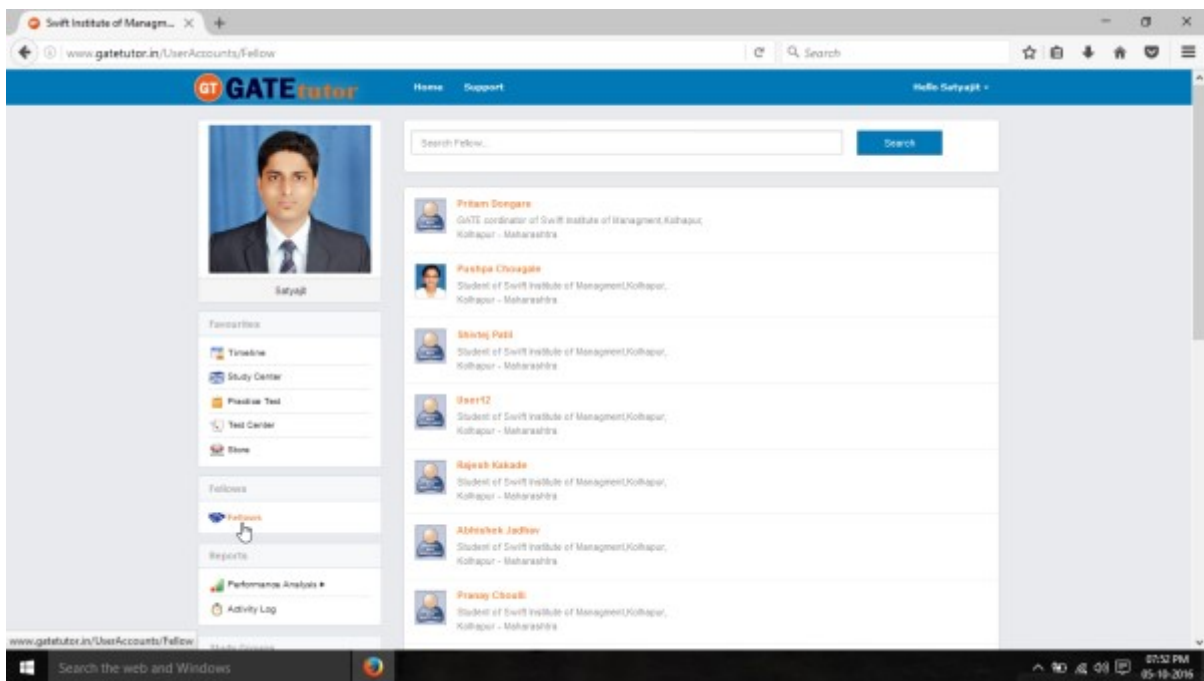 Swift Institute of Managm...
www.gatetutor.in/UserAccounts/Fellow
Search
GT GATEtutor
Home
Support
Hello Satyajit
Search Fellow...
Search
Satyajit
Favourites
Timeline
Study Center
Practise Test
Test Center
Store
Fellows
Fellows
Reports
Performance Analysis
Activity Log
Pritam Dongare
GATE cordinator of Swift Institute of Managment,Kolhapur,
Kolhapur - Maharashtra
Pushpa Chougale
Student of Swift Institute of Managment,Kolhapur,
Kolhapur - Maharashtra
Shivtej Patil
Student of Swift Institute of Managment,Kolhapur,
Kolhapur - Maharashtra
User12
Student of Swift Institute of Managment,Kolhapur,
Kolhapur - Maharashtra
Rajesh Kakade
Student of Swift Institute of Managment,Kolhapur,
Kolhapur - Maharashtra
Abhishek Jadhav
Student of Swift Institute of Managment,Kolhapur,
Kolhapur - Maharashtra
Pranay
Student of Swift Institute of Managment,Kolhapur,
Kolhapur - Maharashtra
www.gatetutor.in/UserAccounts/Fellow
Search the web and Windows
07:52 PM
05-10-2016